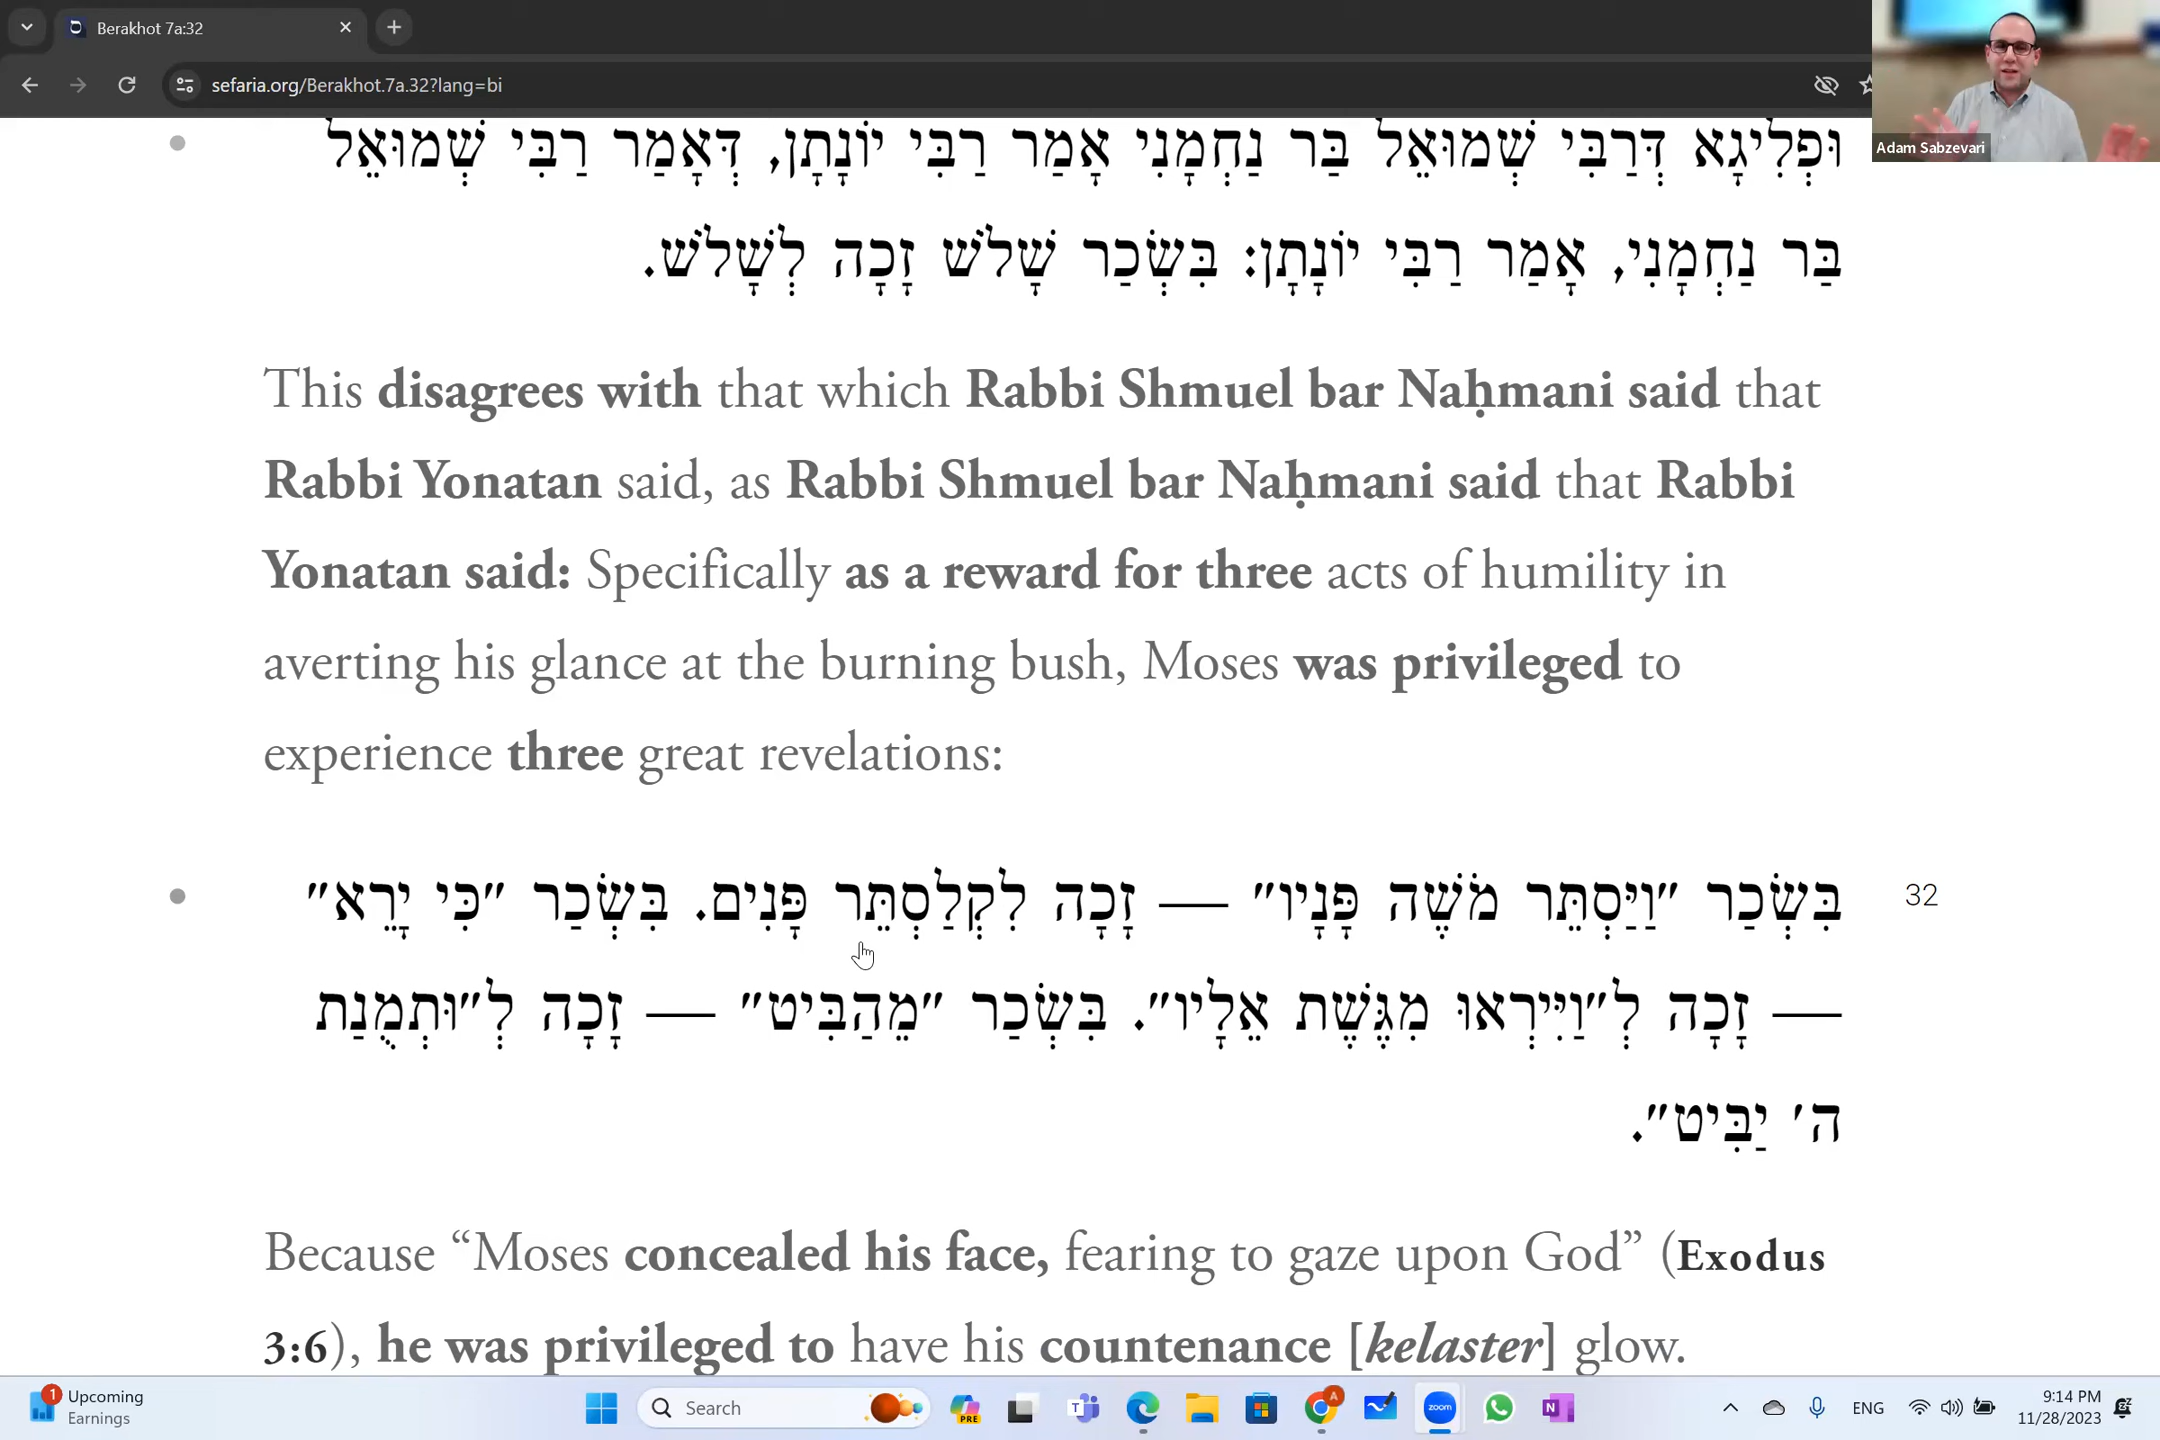 Berakhot 7a:32
sefaria.org/Berakhot.7a.32?lang=bi
Adam Sabzevari
וּפְלִיגָא דְּרַבִּי שְׁמוּאֵל בַּר נַחְמָנִי אָמַר רַבִּי יוֹנָתָן, דְּאָמַר רַבִּי שְׁמוּאֵל
בַּר נַחְמָנִי, אָמַר רַבִּי יוֹנָתָן: בִּשְׂכַר שָׁלֹשׁ זָכָה לְשָׁלֹשׁ.
This disagrees with that which Rabbi Shmuel bar Naḥmani said that
Rabbi Yonatan said, as Rabbi Shmuel bar Naḥmani said that Rabbi
Yonatan said: Specifically as a reward for three acts of humility in
averting his glance at the burning bush, Moses was privileged to
experience three great revelations:
32
בִּשְׂכַר ״וַיַּסְתֵּר מֹשֶׁה פָּנָיו״ — זָכָה לִקְלַסְתֵּר פָּנִים. בִּשְׂכַר ״כִּי יָרֵא״
— זָכָה לְ״וַיִּירְאוּ מִגֶּשֶׁת אֵלָיו״. בִּשְׂכַר ״מֵהַבִּיט״ — זָכָה לְ״וּתְמֻנַת
ה׳ יַבִּיט״.
Because “Moses concealed his face, fearing to gaze upon God” (Exodus
3:6), he was privileged to have his countenance [kelaster] glow.
1
Upcoming
Earnings
Search
PRE
A
zoom
ENG
9:14 PM
11/28/2023